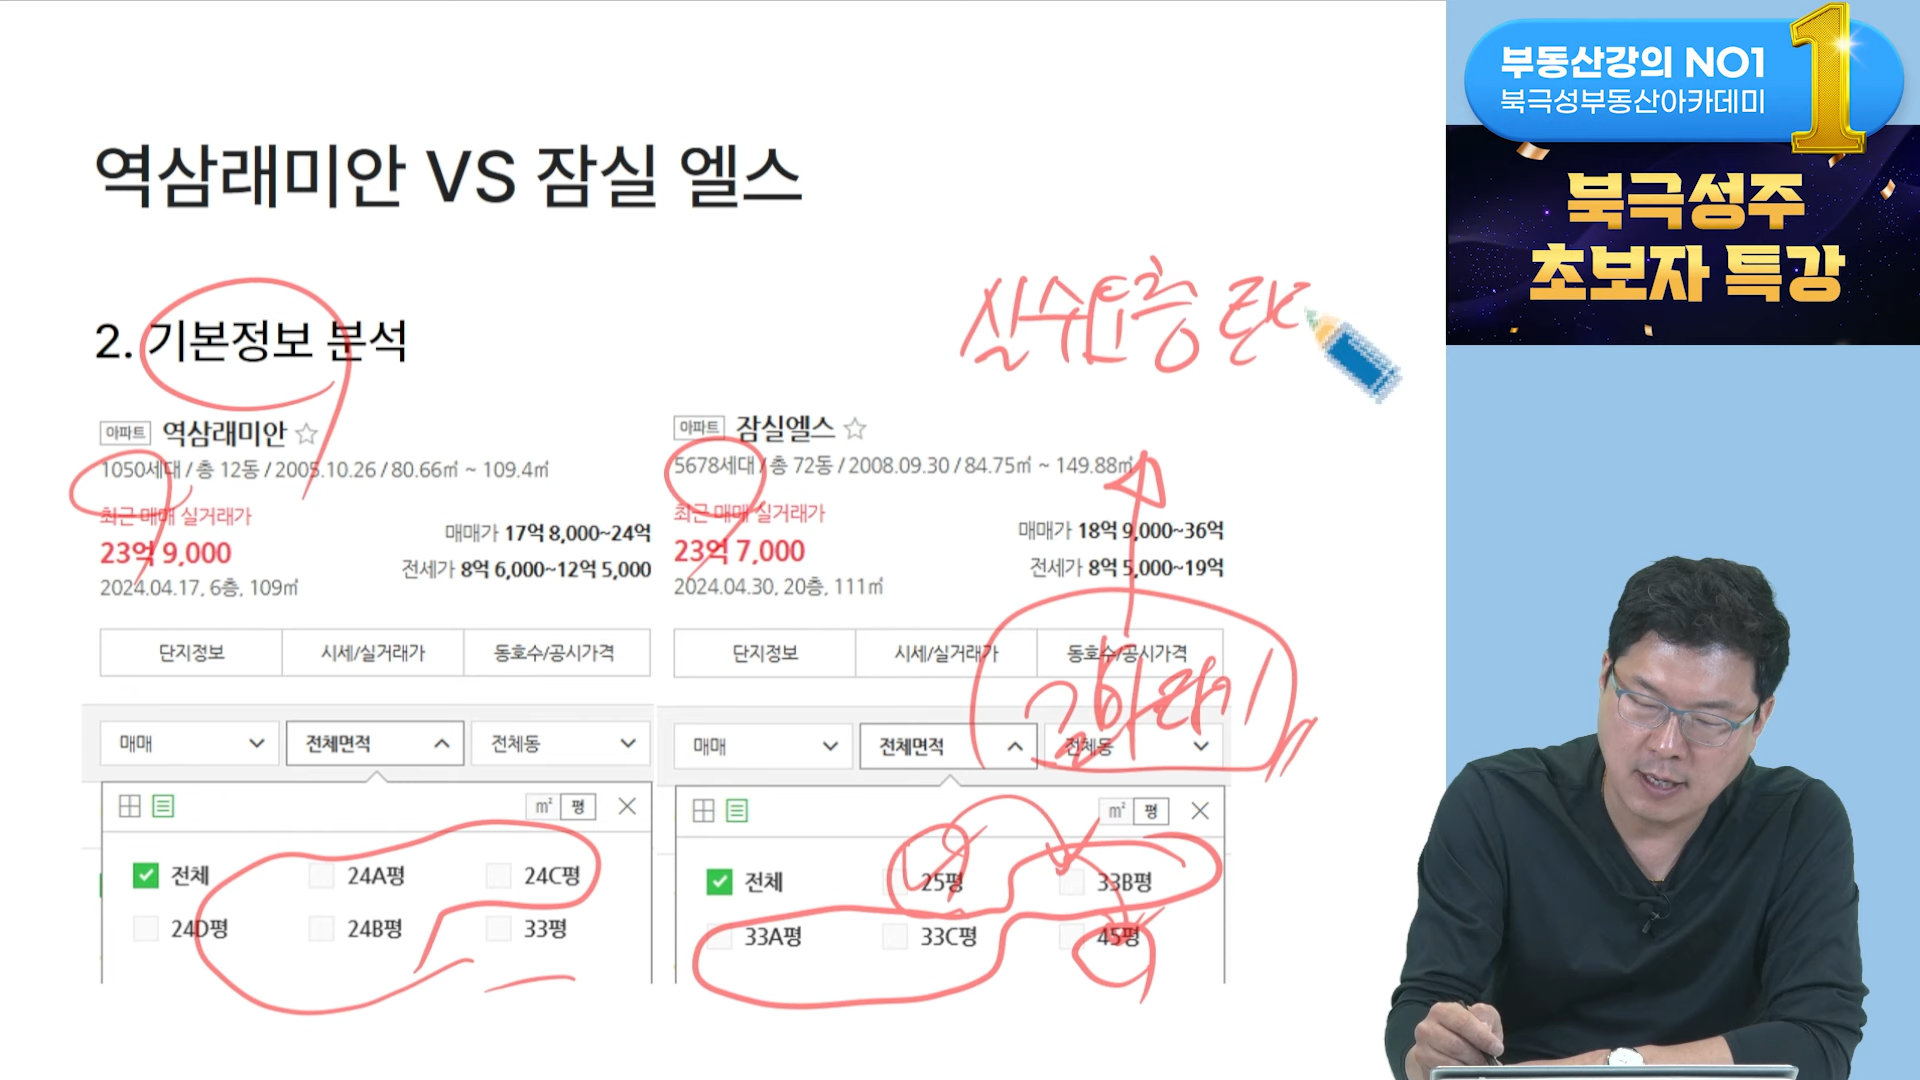 역삼래미안 VS 잠실 엘스
2. 기본정보 분석
실수요층 탄
아파트 역삼래미안
1050세대 / 총 12동 / 2005.10.26 / 80.66㎡ ~ 109.4㎡
최근 매매 실거래가
23억 9,000
2024.04.17, 6층, 109㎡
매매가 17억 8,000~24억
전세가 8억 6,000~12억 5,000
단지정보 시세/실거래가 동호수/공시가격
매매 전체면적 전체동
㎡ 평
전체 24A평 24C평
24D평 24B평 33평
아파트 잠실엘스
5678세대 / 총 72동 / 2008.09.30 / 84.75㎡ ~ 149.88㎡
최근 매매 실거래가
23억 7,000
2024.04.30, 20층, 111㎡
매매가 18억 9,000~36억
전세가 8억 5,000~19억
단지정보 시세/실거래가 동호수/공시가격
갈아타기
매매 전체면적 전체동
㎡ 평
전체 25평 33B평
33A평 33C평 45평
부동산강의 NO1
북극성부동산아카데미
1
북극성주
초보자 특강